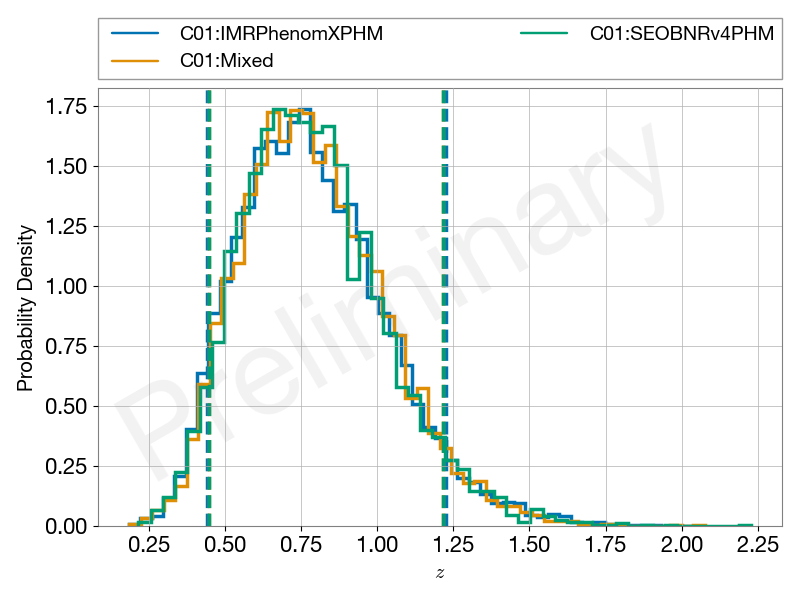 C01:IMRPhenomXPHM
C01:Mixed
C01:SEOBNRv4PHM
Preliminary
Probability Density
1.75
1.50
1.25
1.00
0.75
0.50
0.25
0.00
0.25 0.50 0.75 1.00 1.25 1.50 1.75 2.00 2.25
z